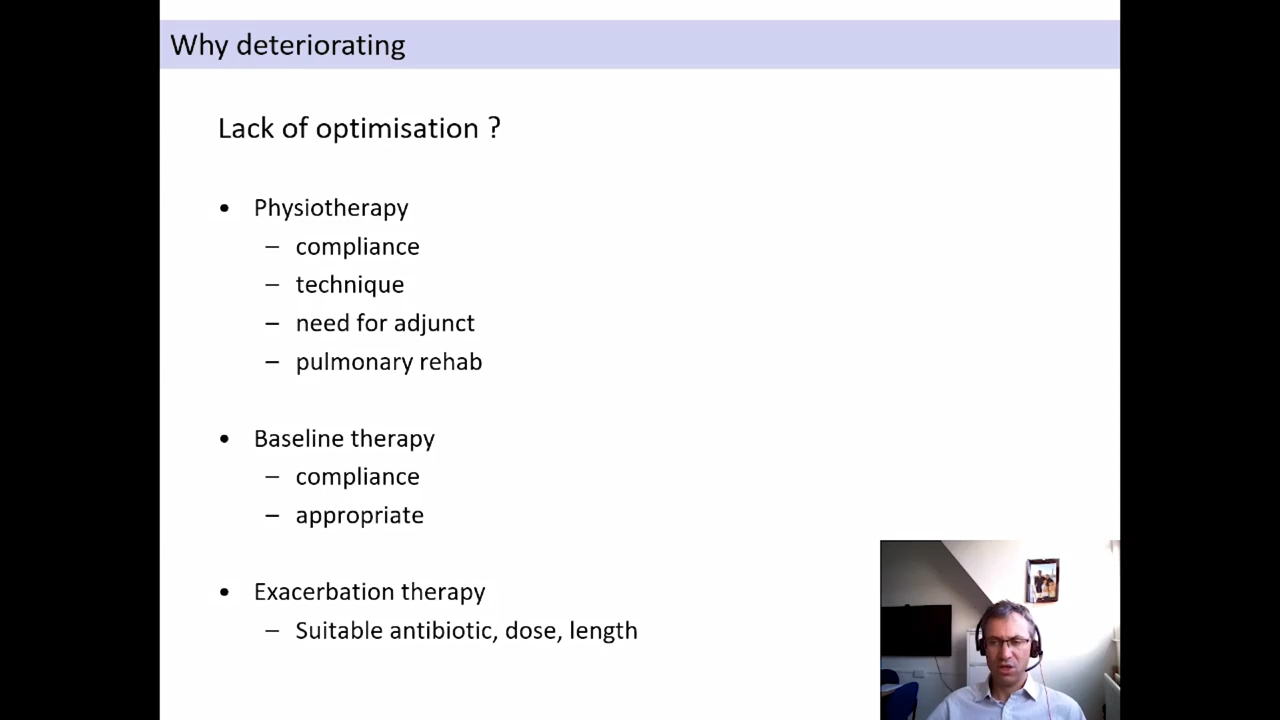 Why deteriorating
Lack of optimisation ?
• Physiotherapy
– compliance
– technique
– need for adjunct
– pulmonary rehab
• Baseline therapy
– compliance
– appropriate
• Exacerbation therapy
– Suitable antibiotic, dose, length